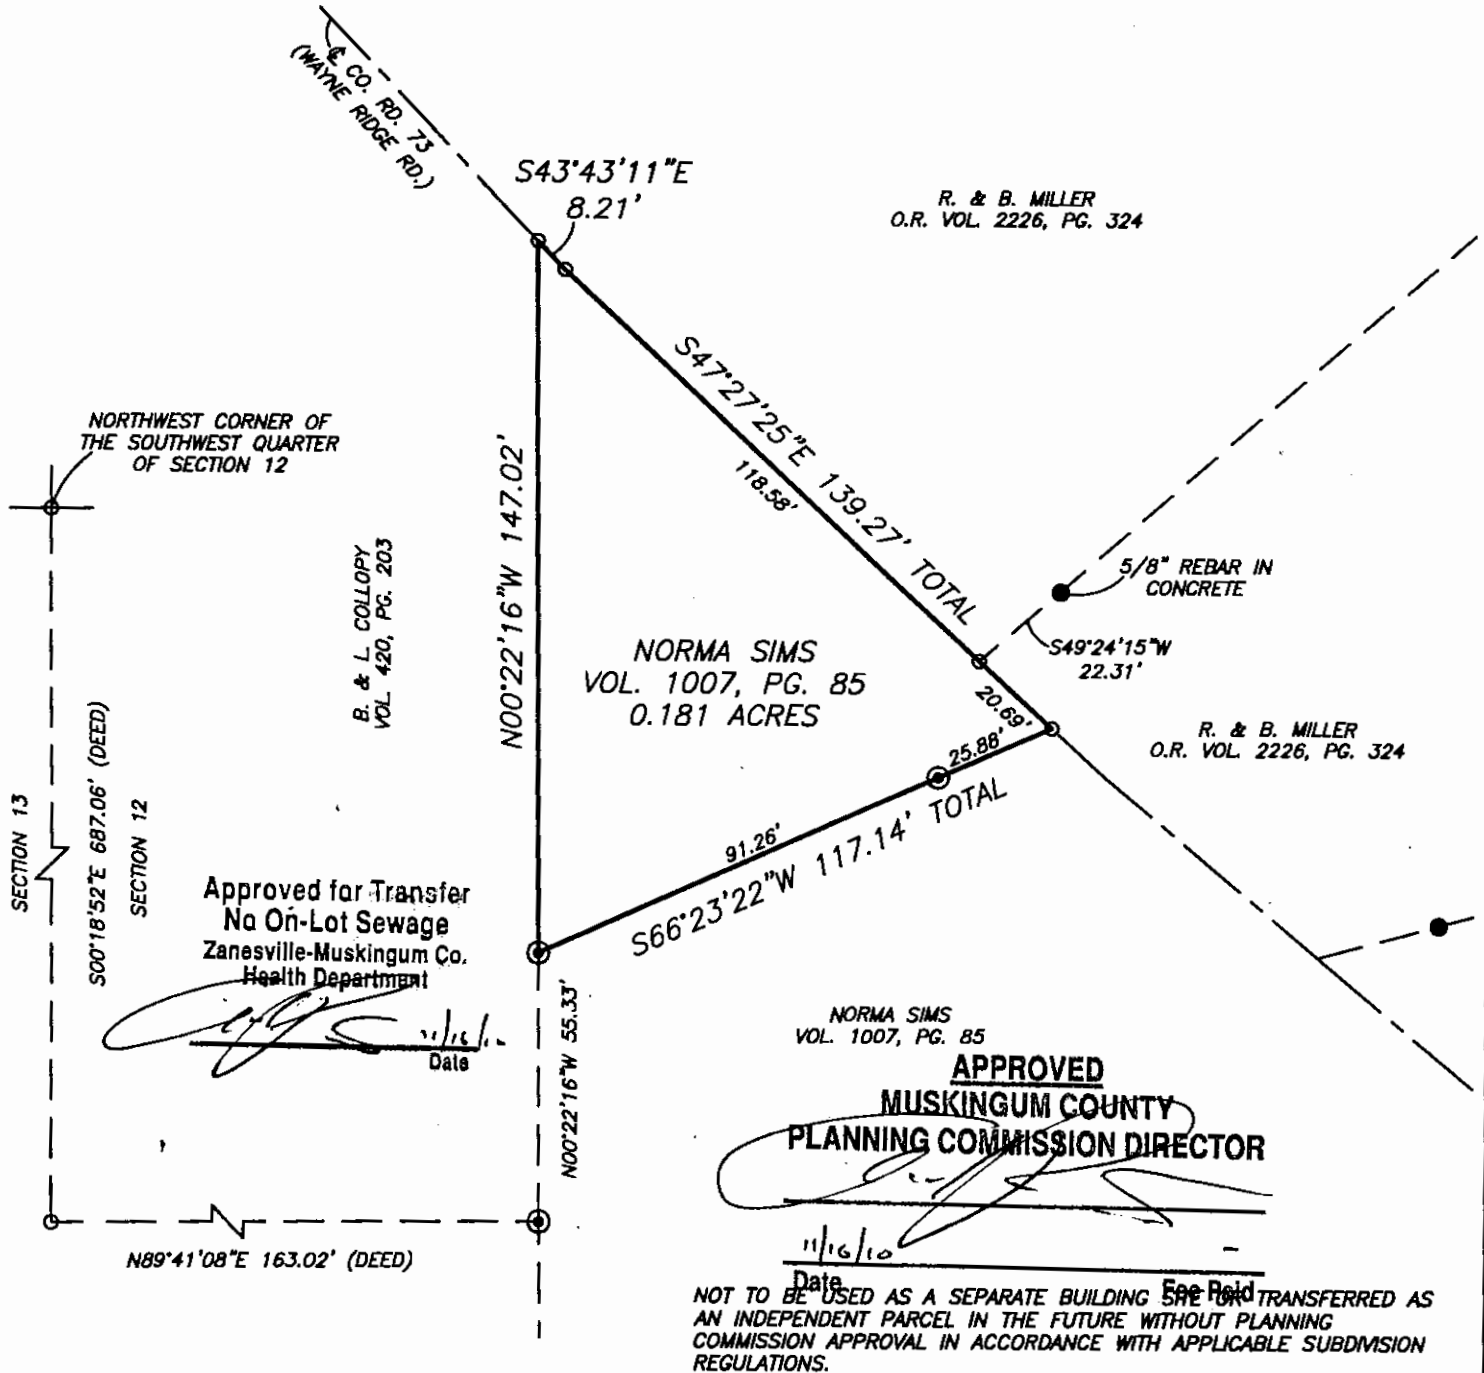 ℄ CO. RD. 73
(WAYNE RIDGE RD.)
S43°43'11"E
8.21'
R. & B. MILLER
O.R. VOL. 2226, PG. 324
S47°27'25"E 139.27' TOTAL
118.58'
NORTHWEST CORNER OF
THE SOUTHWEST QUARTER
OF SECTION 12
N00°22'16"W 147.02'
B. & L. COLLOPY
VOL. 420, PG. 203
5/8" REBAR IN
CONCRETE
S49°24'15"W
22.31'
NORMA SIMS
VOL. 1007, PG. 85
0.181 ACRES
20.69'
25.88'
R. & B. MILLER
O.R. VOL. 2226, PG. 324
SECTION 13
S00°18'52"E 687.06' (DEED)
SECTION 12
91.26'
S66°23'22"W 117.14' TOTAL
Approved for Transfer
No On-Lot Sewage
Zanesville-Muskingum Co.
Health Department
11/16/10
Date
N00°22'16"W 55.33'
NORMA SIMS
VOL. 1007, PG. 85
APPROVED
MUSKINGUM COUNTY
PLANNING COMMISSION DIRECTOR
N89°41'08"E 163.02' (DEED)
11/16/10 -
Date Fee Paid
NOT TO BE USED AS A SEPARATE BUILDING SITE OR TRANSFERRED AS
AN INDEPENDENT PARCEL IN THE FUTURE WITHOUT PLANNING
COMMISSION APPROVAL IN ACCORDANCE WITH APPLICABLE SUBDIVISION
REGULATIONS.